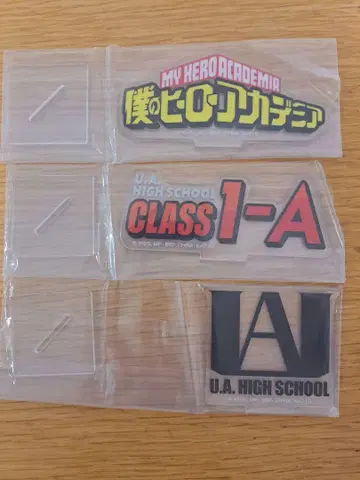 MY HERO ACADEMIA
僕のヒーローアカデミア
U.A.
HIGH SCHOOL
CLASS 1-A
UA
U.A. HIGH SCHOOL